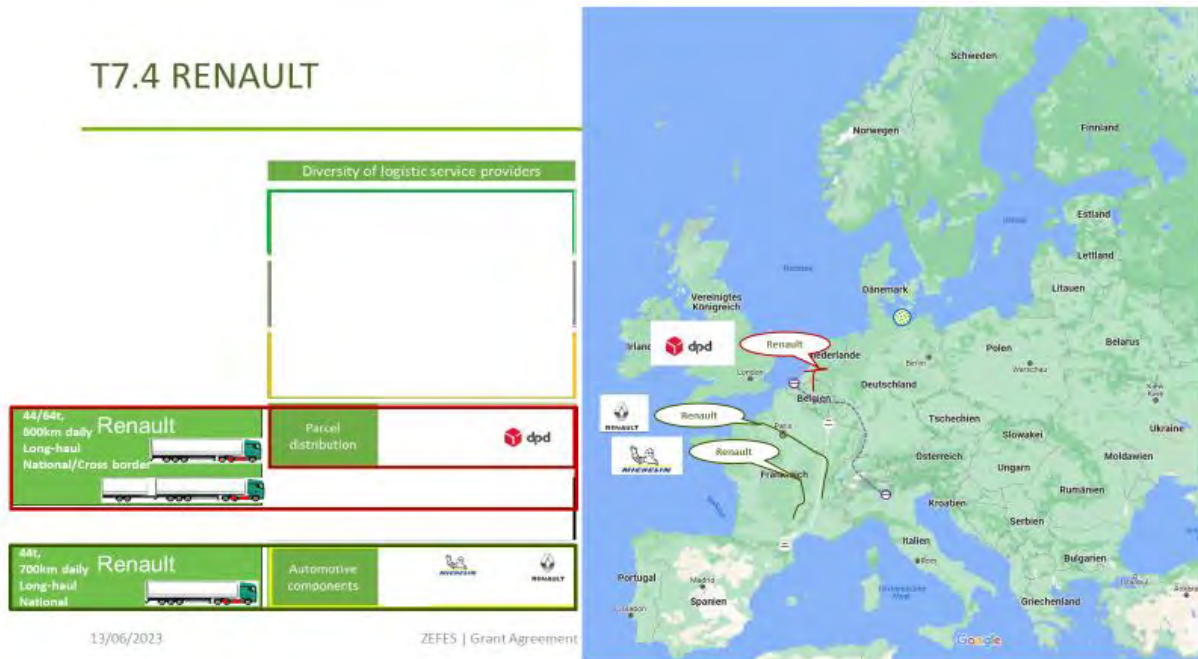 T7.4 RENAULT
Diversity of logistic service providers
44/64t,
600km daily
Long-haul
National/Cross border
Renault
Parcel
distribution
dpd
44t,
700km daily
Long-haul
National
Renault
Automotive
components
MICHELIN
RENAULT
13/06/2023
ZEFES | Grant Agreement
Schweden
Norwegen
Finnland
Estland
Lettland
Litauen
Dänemark
Vereinigtes
Königreich
Irland
dpd
Renault
Niederlande
London
Berlin
Polen
Warschau
Belarus
Belgien
Deutschland
Kiew
RENAULT
Renault
Paris
Tschechien
Ukraine
Slowakei
MICHELIN
Renault
Österreich
Moldawien
Ungarn
Frankreich
Rumänien
Kroatien
Serbien
Italien
Bulgarien
Rom
Portugal
Madrid
Spanien
Lissabon
Griechenland
Google